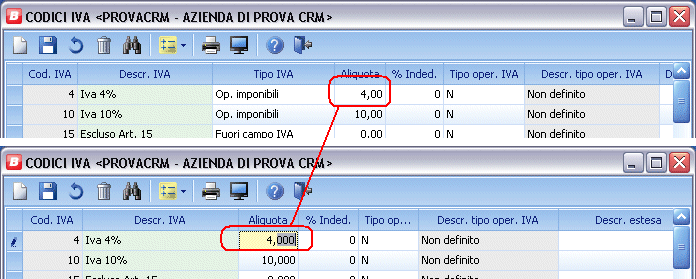 B CODICI IVA <PROVACRM - AZIENDA DI PROVA CRM>
Cod. IVA Descr. IVA Tipo IVA Aliquota % Inded. Tipo oper. IVA Descr. tipo oper. IVA D
4 Iva 4% Op. imponibili 4,00 0 N Non definito
10 Iva 10% Op. imponibili 10,00 0 N Non definito
15 Escluso Art. 15 Fuori campo IVA 0.00 0 N Non definito
B CODICI IVA <PROVACRM - AZIENDA DI PROVA CRM>
Cod. IVA Descr. IVA Aliquota % Inded. Tipo op... Descr. tipo oper. IVA Descr. estesa
4 Iva 4% 4,000 0 N Non definito
10 Iva 10% 10,000 0 N Non definito
15 Escluso Art. 15 0,000 0 N Non definito